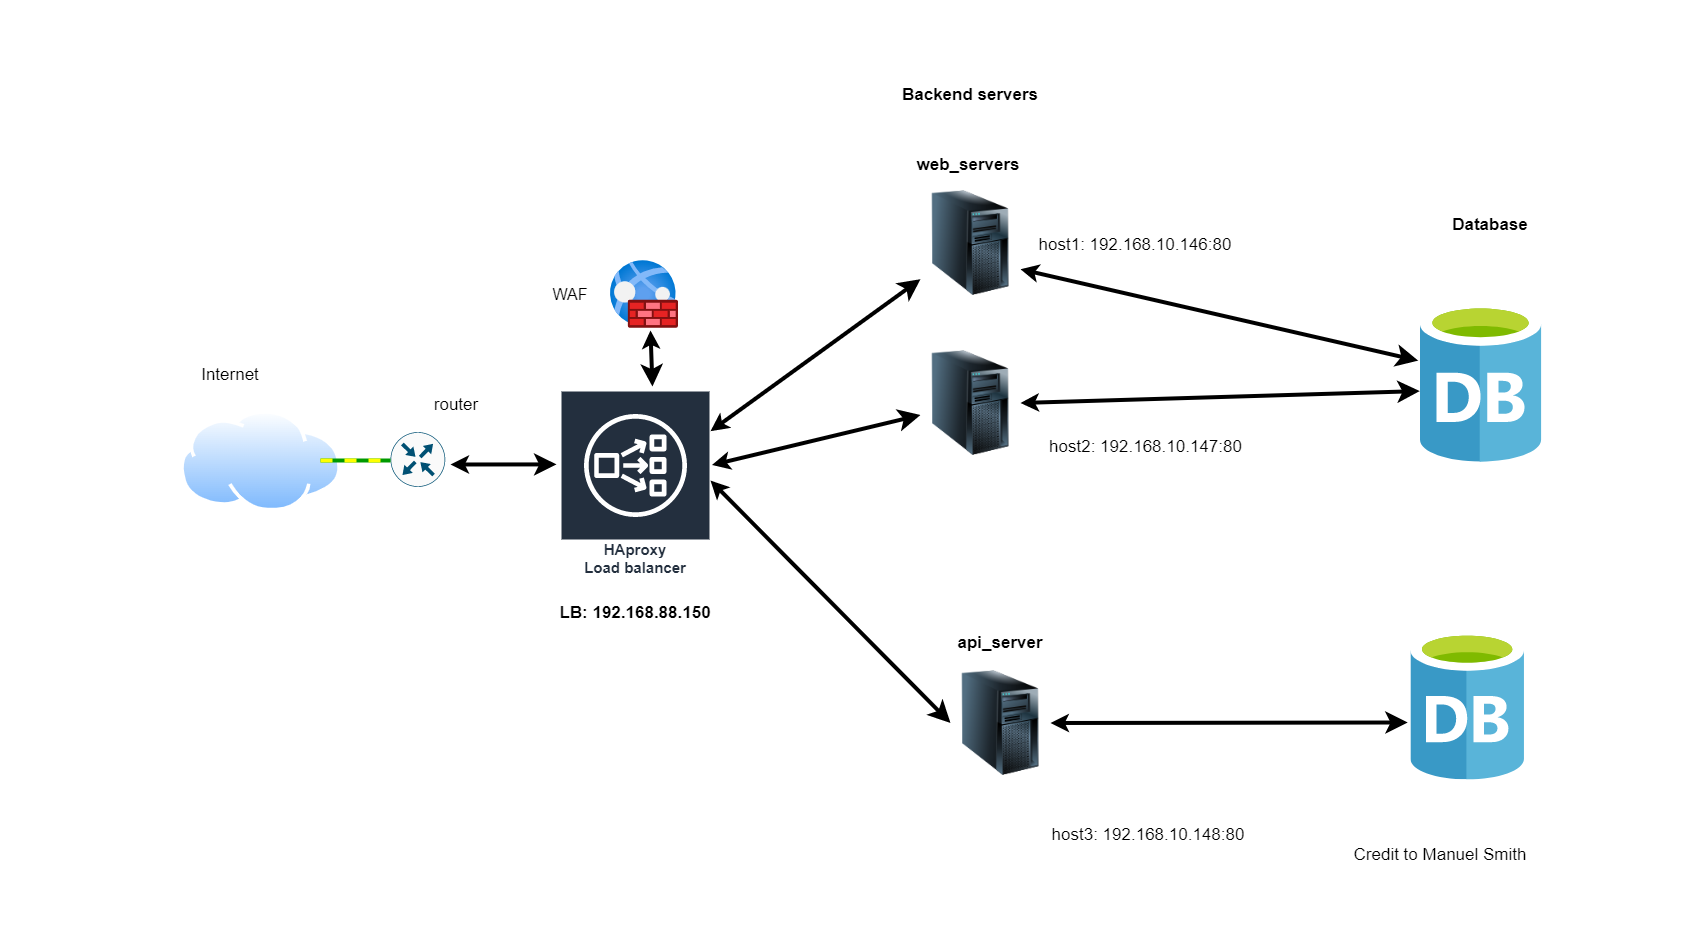 Backend servers
web_servers
Database
host1: 192.168.10.146:80
WAF
Internet
router
DB
host2: 192.168.10.147:80
HAproxy
Load balancer
LB: 192.168.88.150
api_server
DB
host3: 192.168.10.148:80
Credit to Manuel Smith